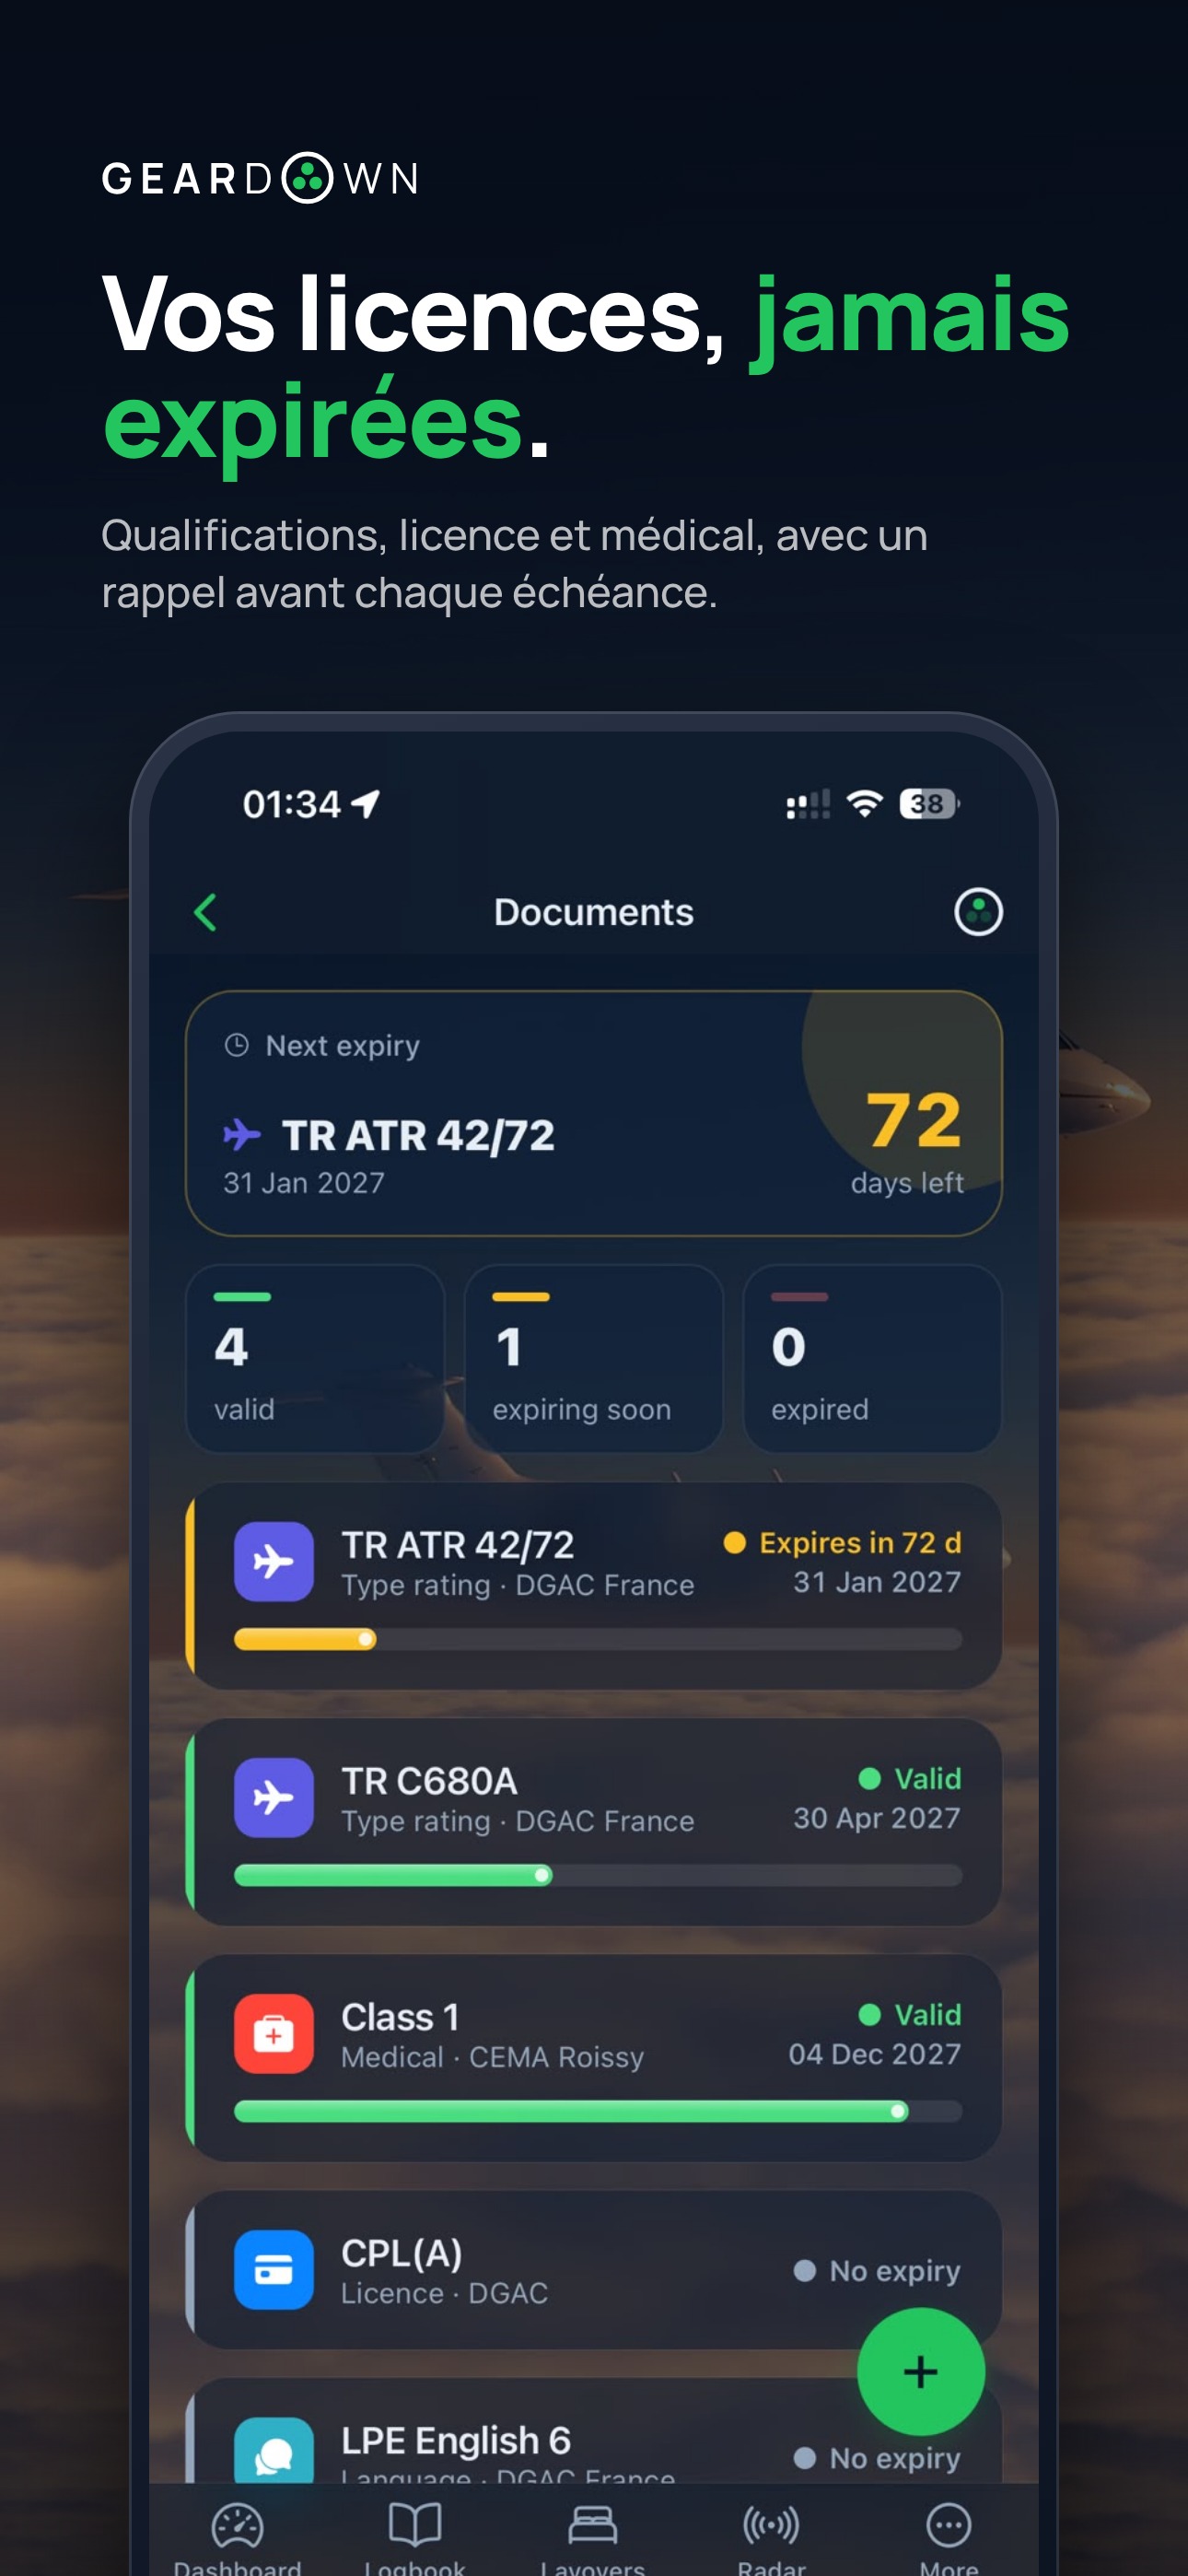 GEARDOWN
Vos licences, jamais
expirées.
Qualifications, licence et médical, avec un
rappel avant chaque échéance.
01:34
38
Documents
Next expiry
TR ATR 42/72
31 Jan 2027
72
days left
4
valid
1
expiring soon
0
expired
TR ATR 42/72
Type rating · DGAC France
Expires in 72 d
31 Jan 2027
TR C680A
Type rating · DGAC France
Valid
30 Apr 2027
Class 1
Medical · CEMA Roissy
Valid
04 Dec 2027
CPL(A)
Licence · DGAC
No expiry
+
LPE English 6
Language · DGAC France
No expiry
Dashboard
Logbook
Layovers
Radar
More